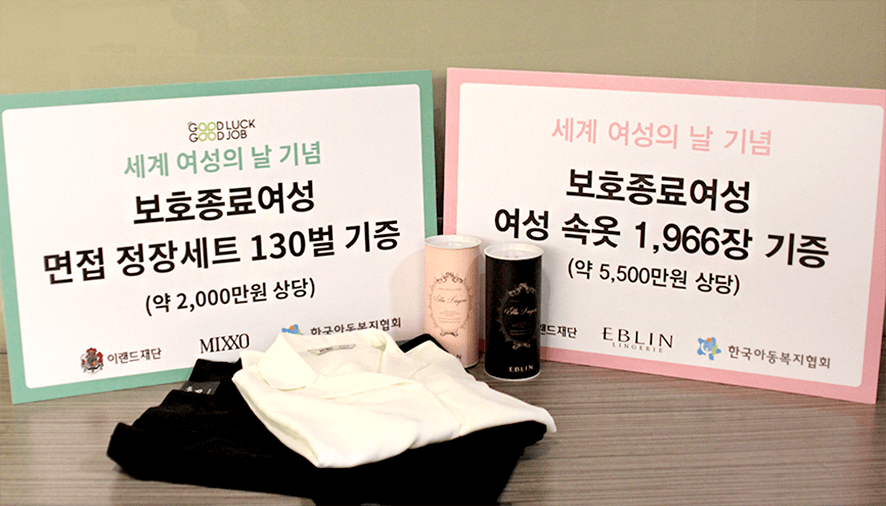 GOOD LUCK
GOOD JOB
세계 여성의 날 기념
보호종료여성
면접 정장세트 130벌 기증
(약 2,000만원 상당)
이랜드재단
MIXXO
한국아동복지협회
세계 여성의 날 기념
보호종료여성
여성 속옷 1,966장 기증
(약 5,500만원 상당)
랜드재단
EBLIN
LINGERIE
한국아동복지협회
EBLIN